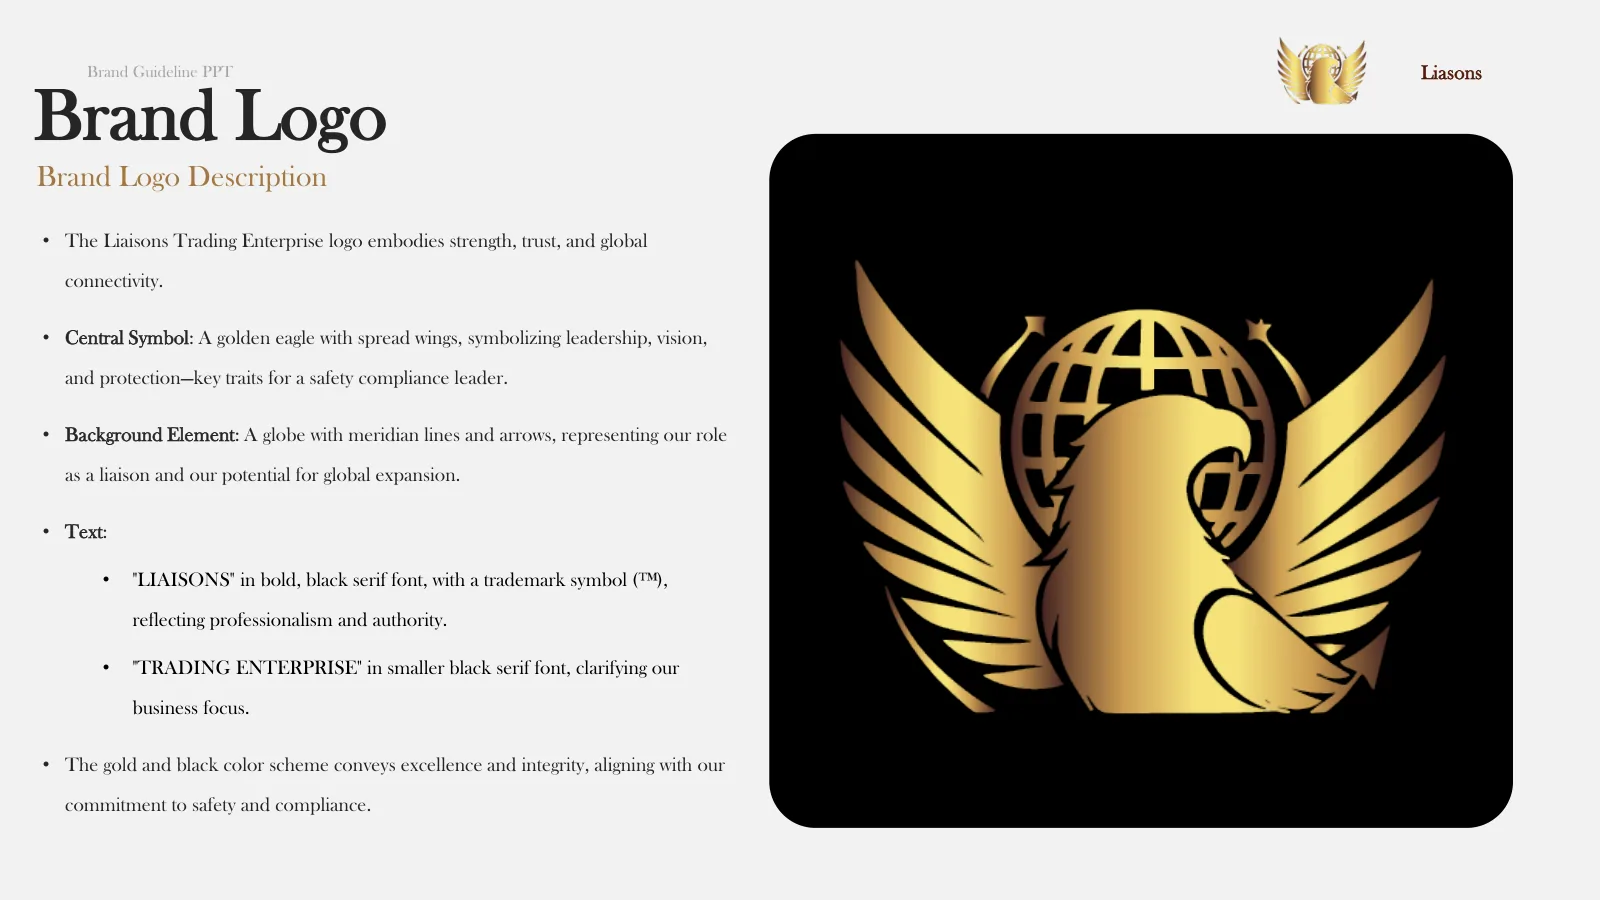 Brand Guideline PPT
Liasons
Brand Logo
Brand Logo Description
• The Liaisons Trading Enterprise logo embodies strength, trust, and global
connectivity.
• Central Symbol: A golden eagle with spread wings, symbolizing leadership, vision,
and protection—key traits for a safety compliance leader.
• Background Element: A globe with meridian lines and arrows, representing our role
as a liaison and our potential for global expansion.
• Text:
• "LIAISONS" in bold, black serif font, with a trademark symbol (™),
reflecting professionalism and authority.
• "TRADING ENTERPRISE" in smaller black serif font, clarifying our
business focus.
• The gold and black color scheme conveys excellence and integrity, aligning with our
commitment to safety and compliance.